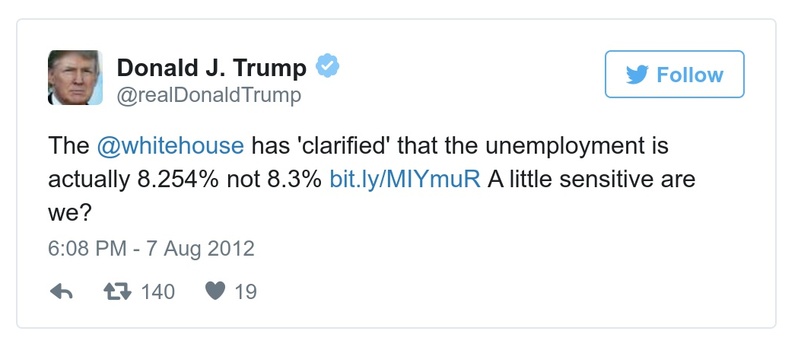 Donald J. Trump
Follow
@realDonaldTrump
The @whitehouse has 'clarified' that the unemployment is
actually 8.254% not 8.3% bit.ly/MIYmuR A little sensitive are
we?
6:08 PM - 7 Aug 2012
140 19